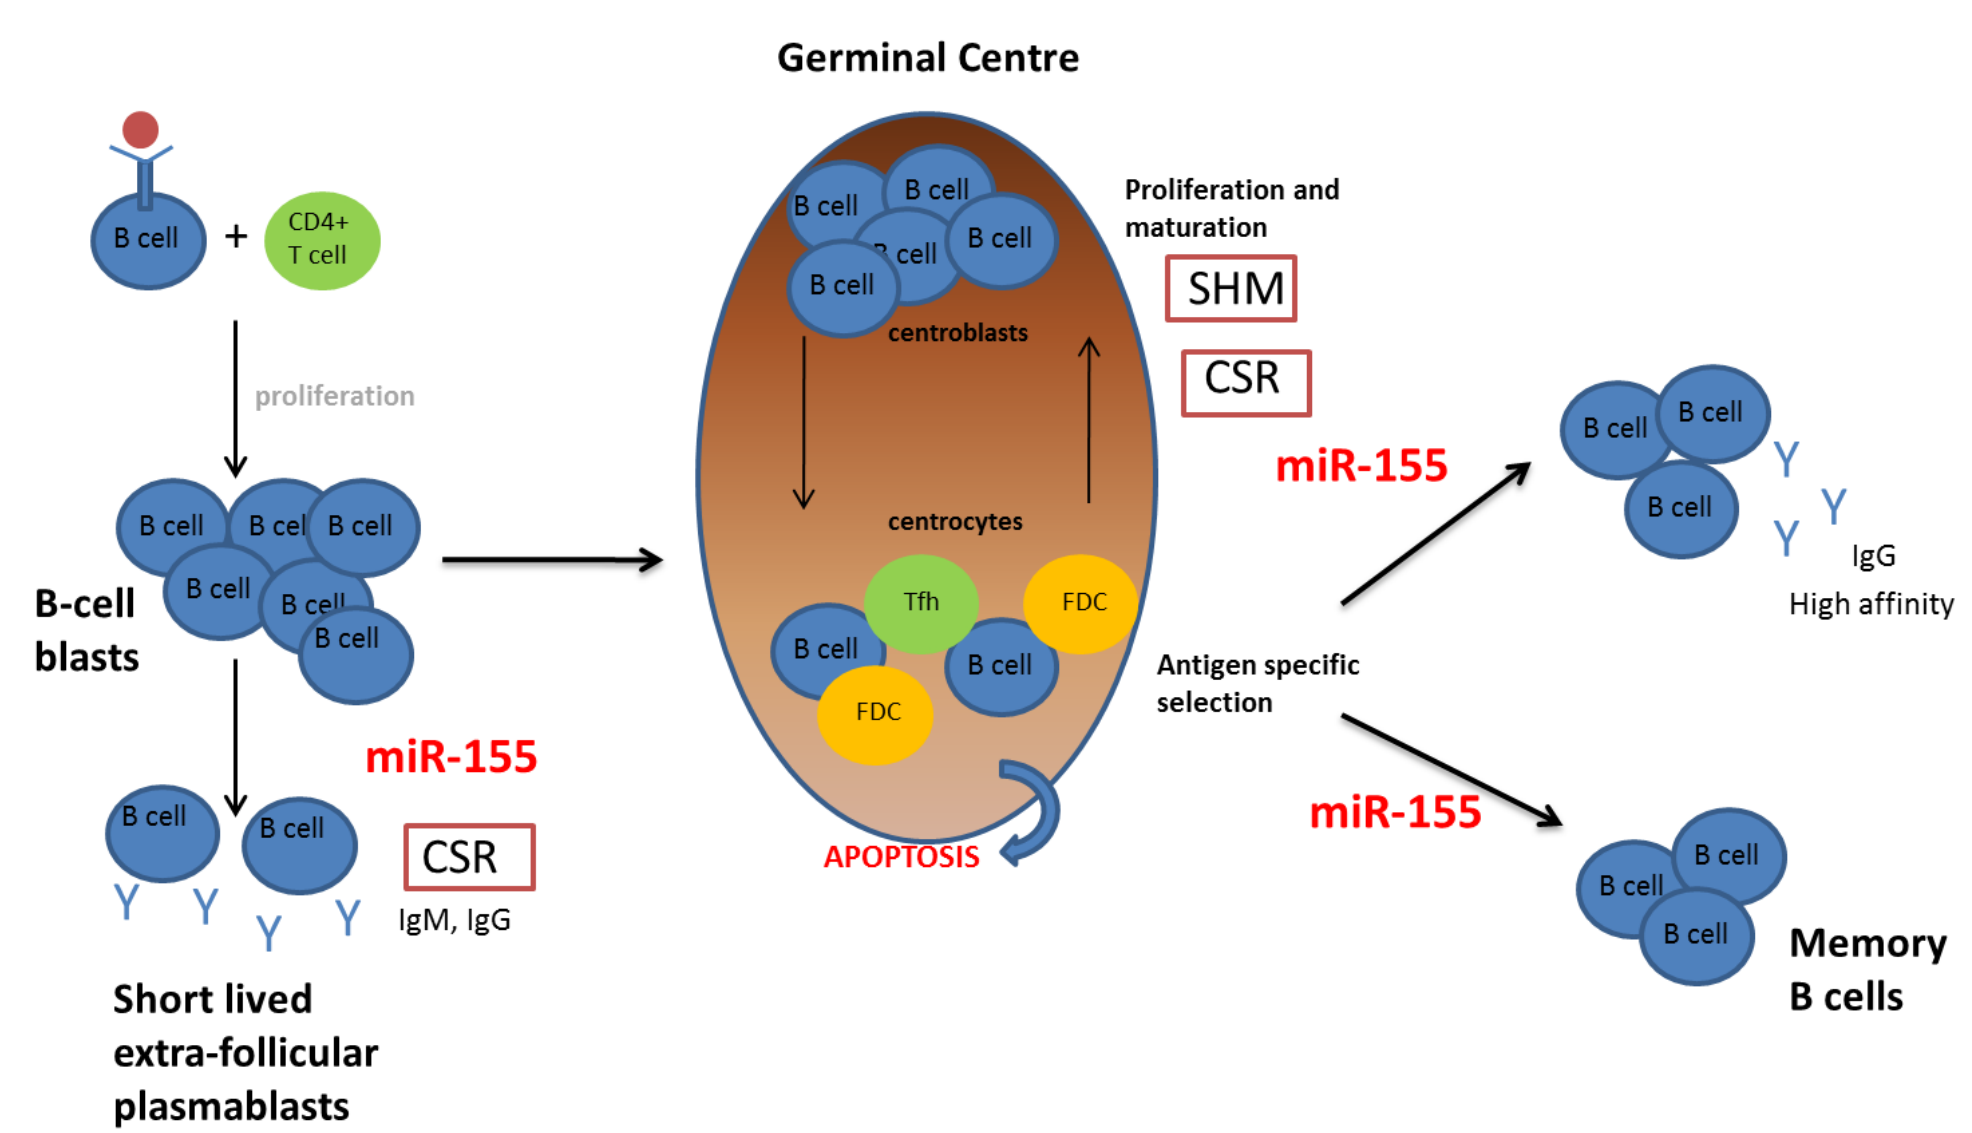 Germinal Centre
B cell
+
CD4+
T cell
proliferation
B cell
B cel
B cell
B cell
B cell
B cell
B-cell
blasts
miR-155
B cell
B cell
CSR
IgM, IgG
Y
Y
Y
Y
Short lived
extra-follicular
plasmablasts
B cell
B cell
B cell
B cell
B cell
centroblasts
centrocytes
Tfh
FDC
B cell
B cell
FDC
APOPTOSIS
Proliferation and
maturation
SHM
CSR
miR-155
Antigen specific
selection
miR-155
B cell
B cell
B cell
Y
Y
Y
IgG
High affinity
B cell
B cell
B cell
Memory
B cells